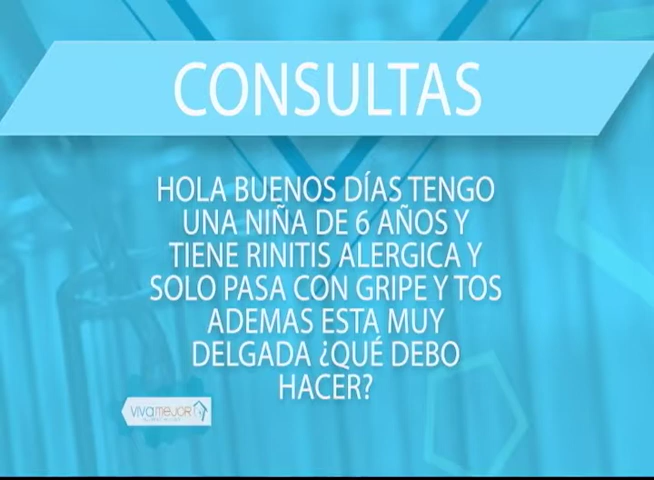 CONSULTAS
HOLA BUENOS DÍAS TENGO
UNA NIÑA DE 6 AÑOS Y
TIENE RINITIS ALERGICA Y
SOLO PASA CON GRIPE Y TOS
ADEMAS ESTA MUY
DELGADA ¿QUÉ DEBO
HACER?
VIVAMEJOR